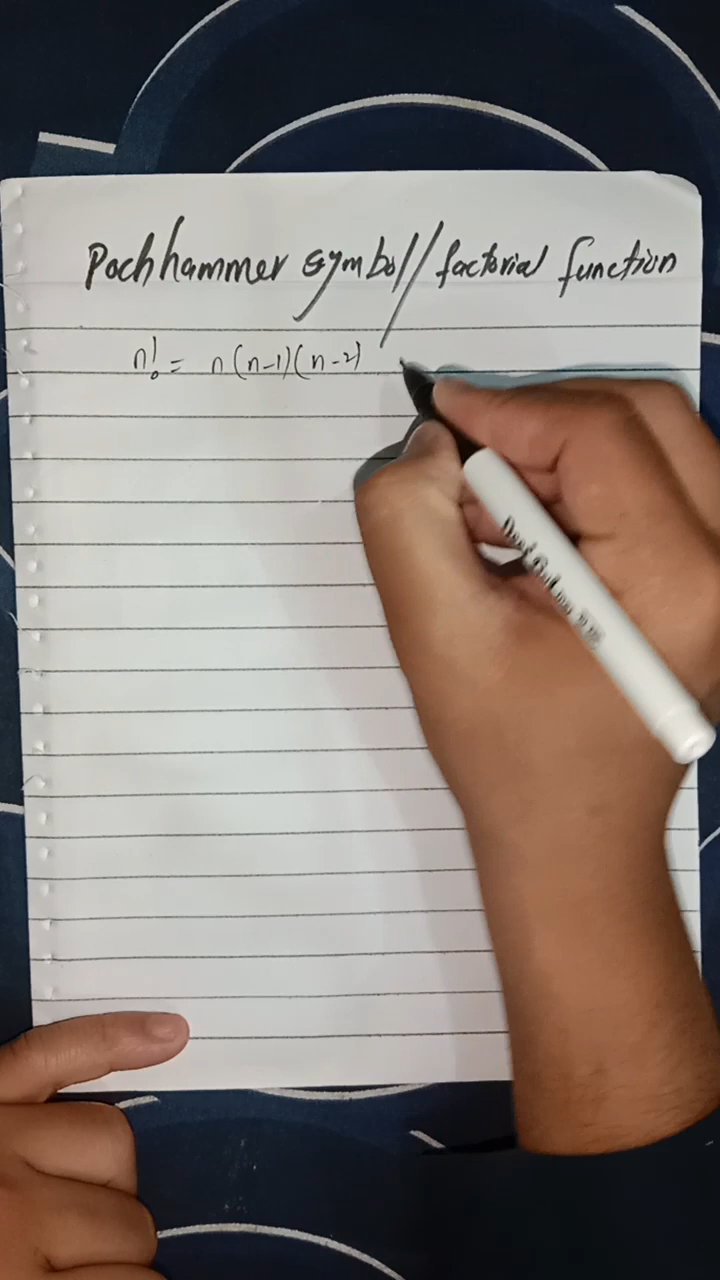 Pochhammer symbol//factorial function
n! = n(n-1)(n-2)